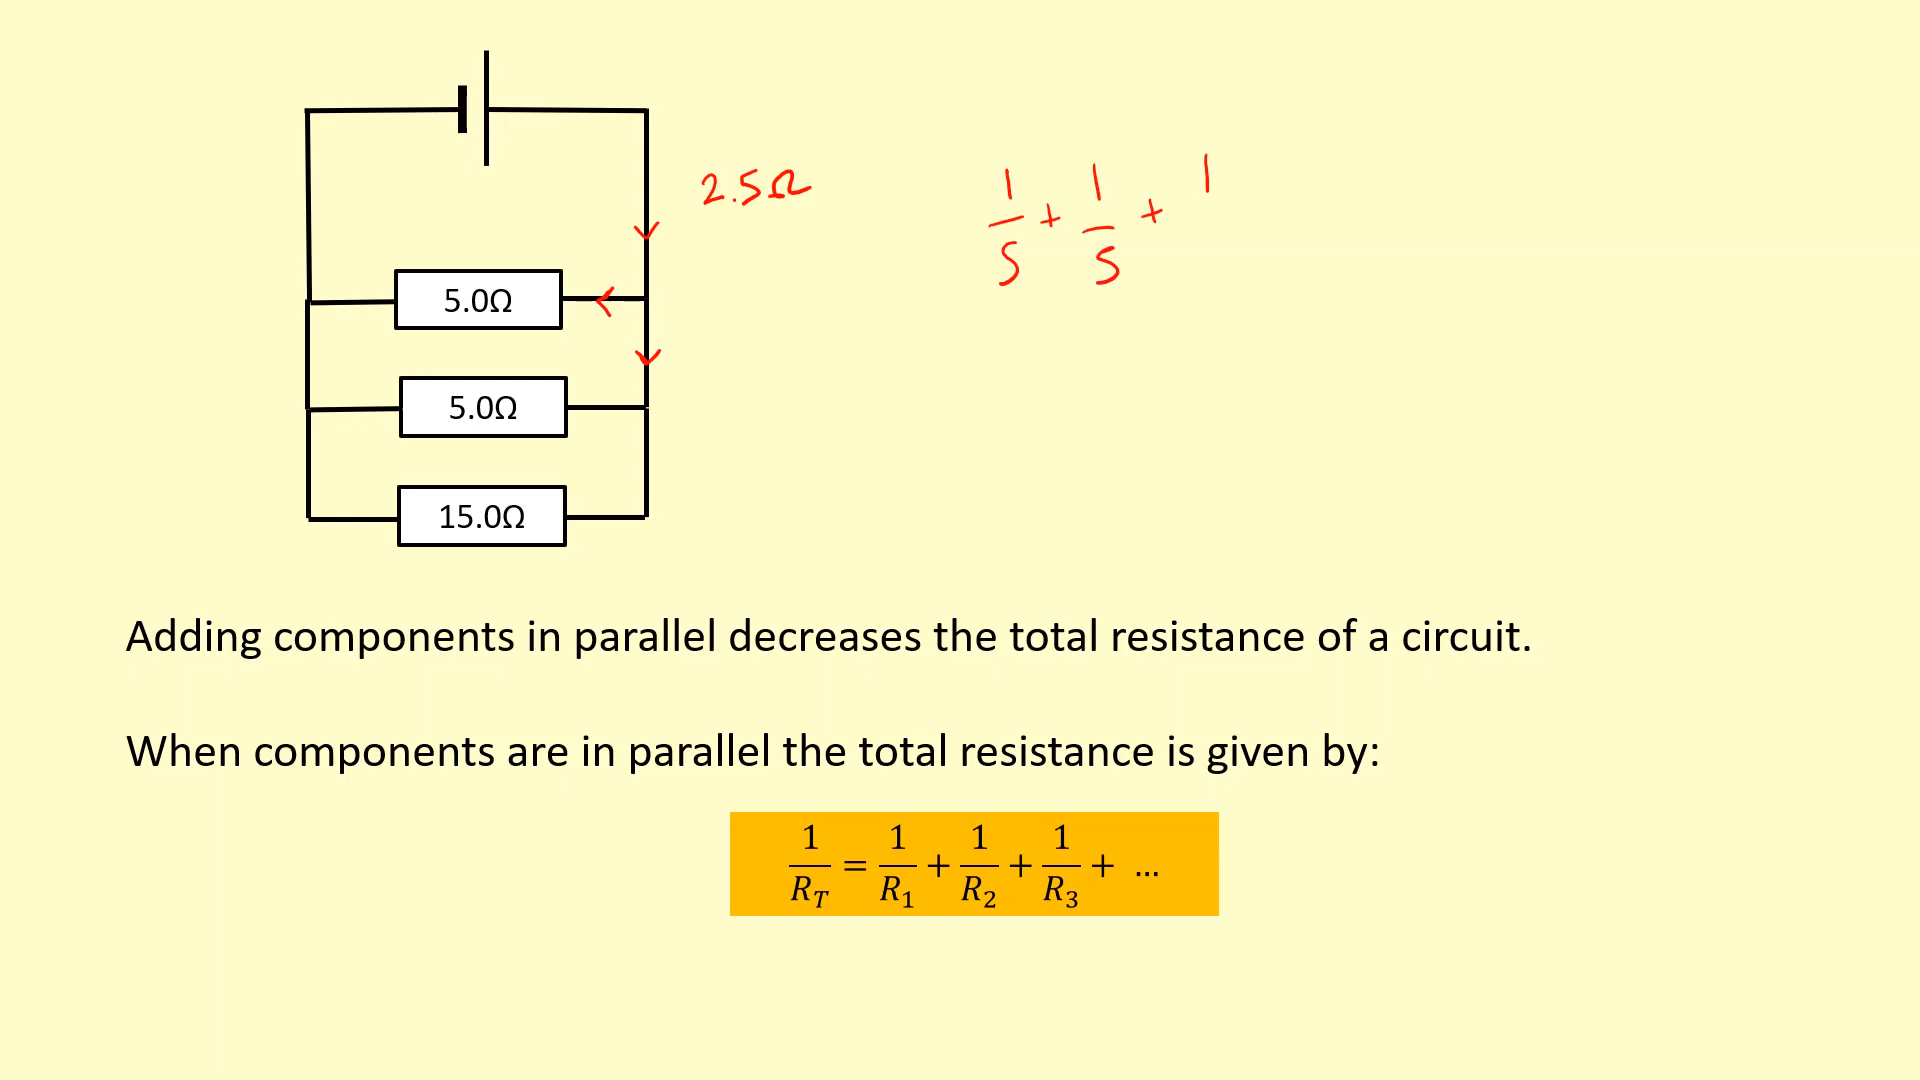 2.5Ω
1/5 + 1/5 + 1
5.0Ω
5.0Ω
15.0Ω
Adding components in parallel decreases the total resistance of a circuit.
When components are in parallel the total resistance is given by:
1/R_T = 1/R_1 + 1/R_2 + 1/R_3 + ...